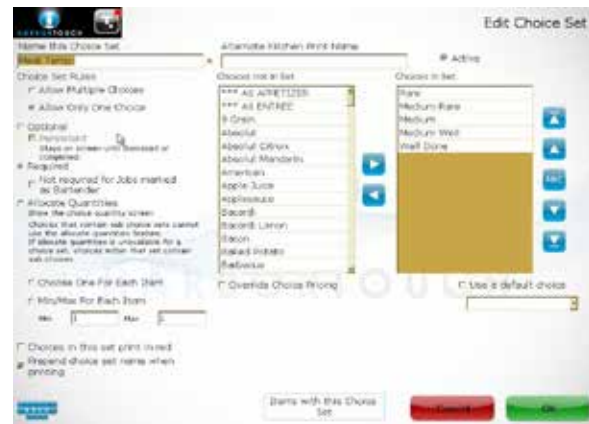 Edit Choice Set
Name this Choice Set
Alternate Kitchen Print Name
Active
Meat Temps
Choice Set Rules
Allow Multiple Choices
Allow Only One Choice
Optional
Persistent
Stays on screen until dismissed or
completed
Required
Not required for Jobs marked
as Bartender
Allocate Quantities
Show the choice quantity screen
Choices that contain sub choice sets cannot
use the allocate quantities feature.
If allocate quantities is unavailable for a
choice set, choices within that set contain
sub choices
Choose One For Each Item
Min/Max For Each Item
Min 1
Max 1
Choices in this set print in red
Prepend choice set name when
printing
Choices not in Set
*** AS APPETIZER
*** AS ENTREE
9 Grain
Absolut
Absolut Citron
Absolut Mandarin
American
Apple Juice
Applesauce
Bacardi
Bacardi Limon
Bacon
Baked Potato
Barbecue
Override Choice Pricing
Choices in Set
Rare
Medium Rare
Medium
Medium Well
Well Done
ABC
Use a default choice
Items with this Choice
Set
Cancel
OK